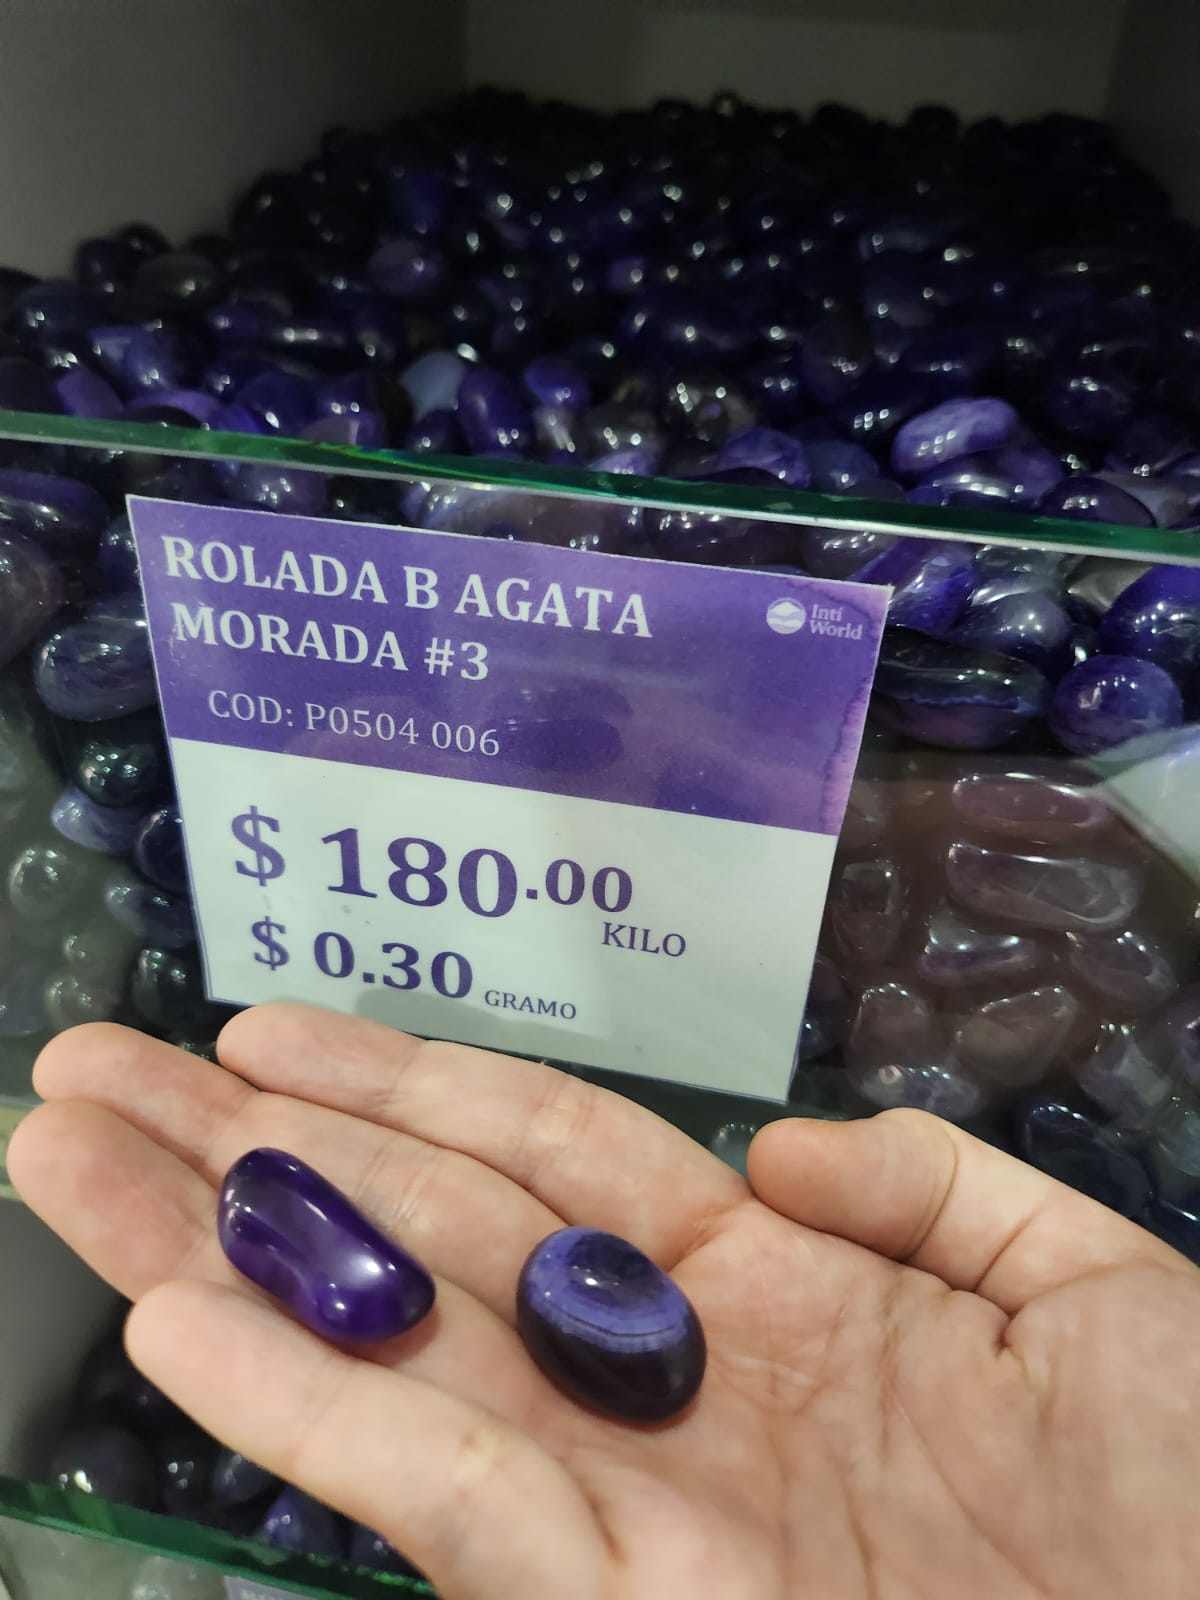 ROLADA B AGATA
MORADA #3
Inti
World
COD: P0504 006
$ 180.00
KILO
$ 0.30 GRAMO